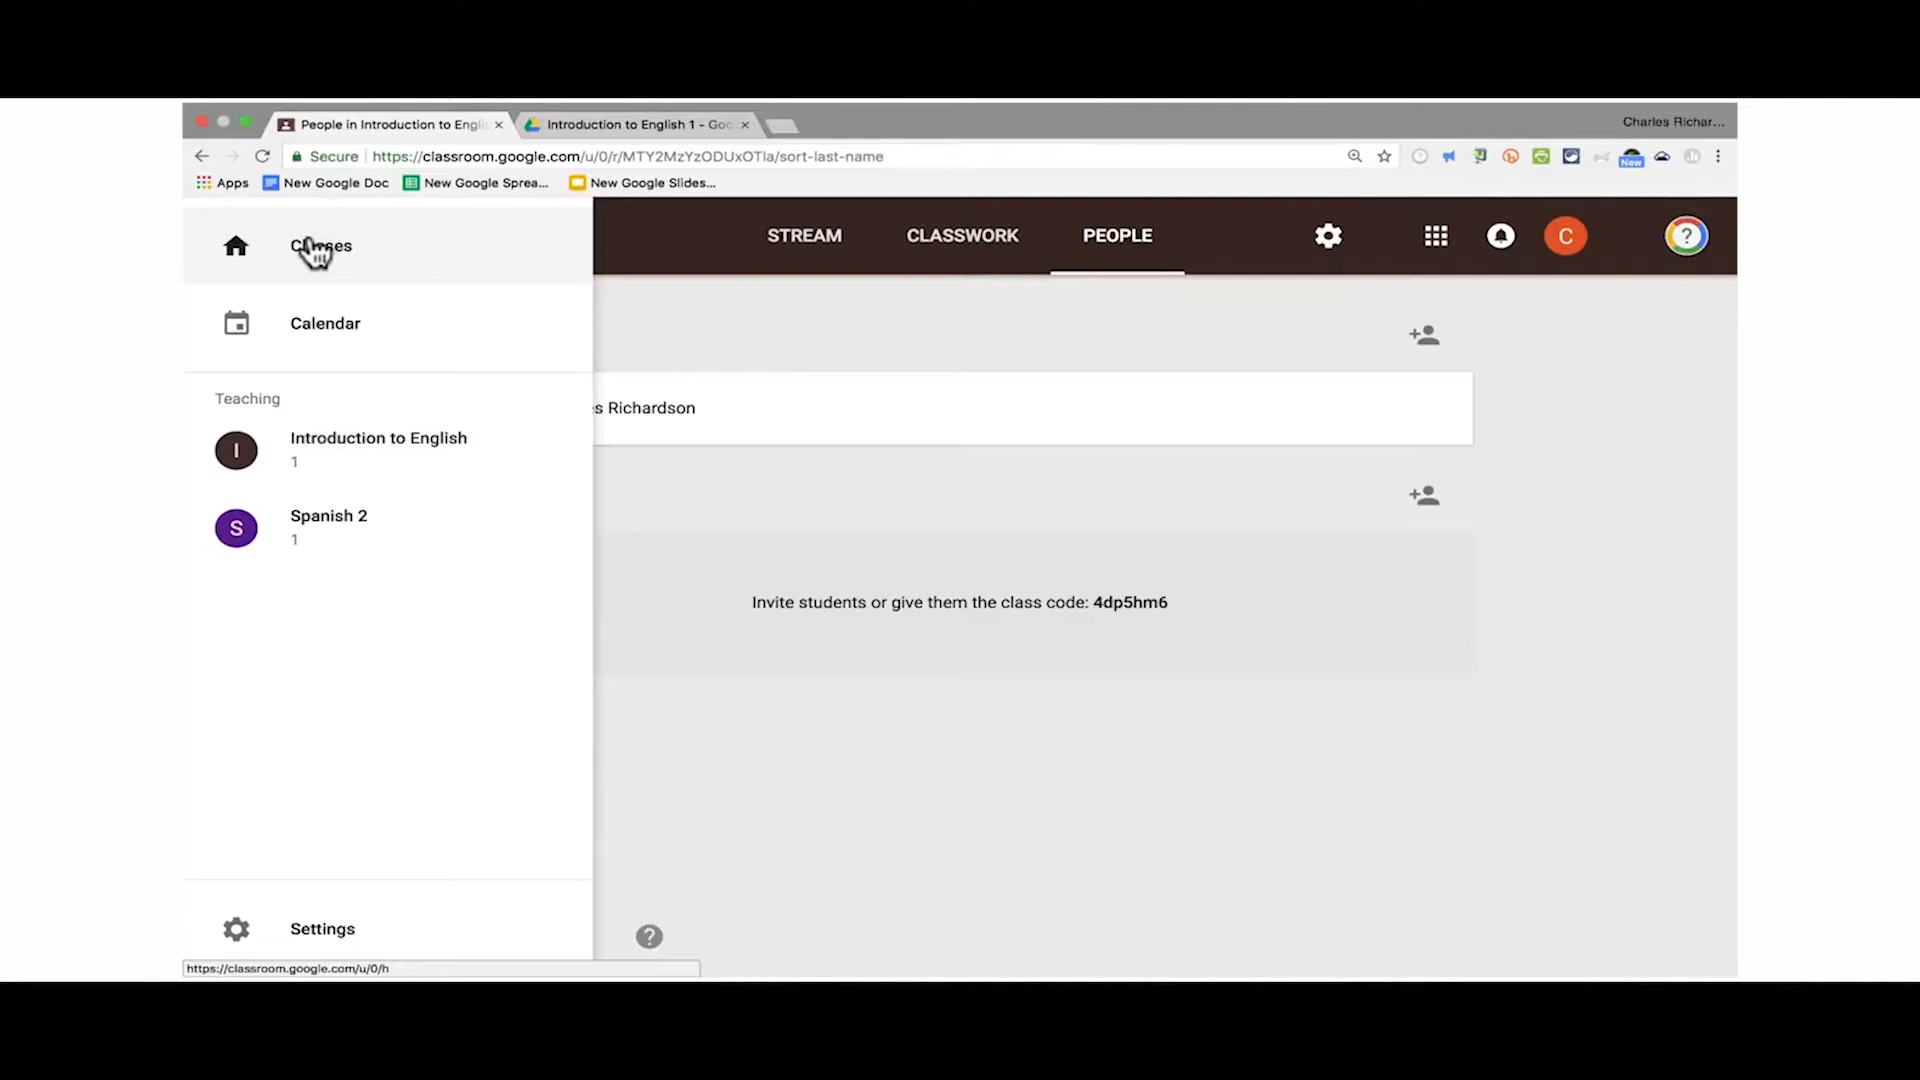 People in Introduction to Engli
Introduction to English 1 - Goo
Charles Richar...
Secure
https://classroom.google.com/u/0/r/MTY2MzYzODUxOTIa/sort-last-name
New
Apps
New Google Doc
New Google Sprea...
New Google Slides...
STREAM
CLASSWORK
PEOPLE
C
?
Calendar
Teaching
I
Introduction to English
1
S
Spanish 2
1
s Richardson
Invite students or give them the class code: 4dp5hm6
Settings
?
https://classroom.google.com/u/0/h